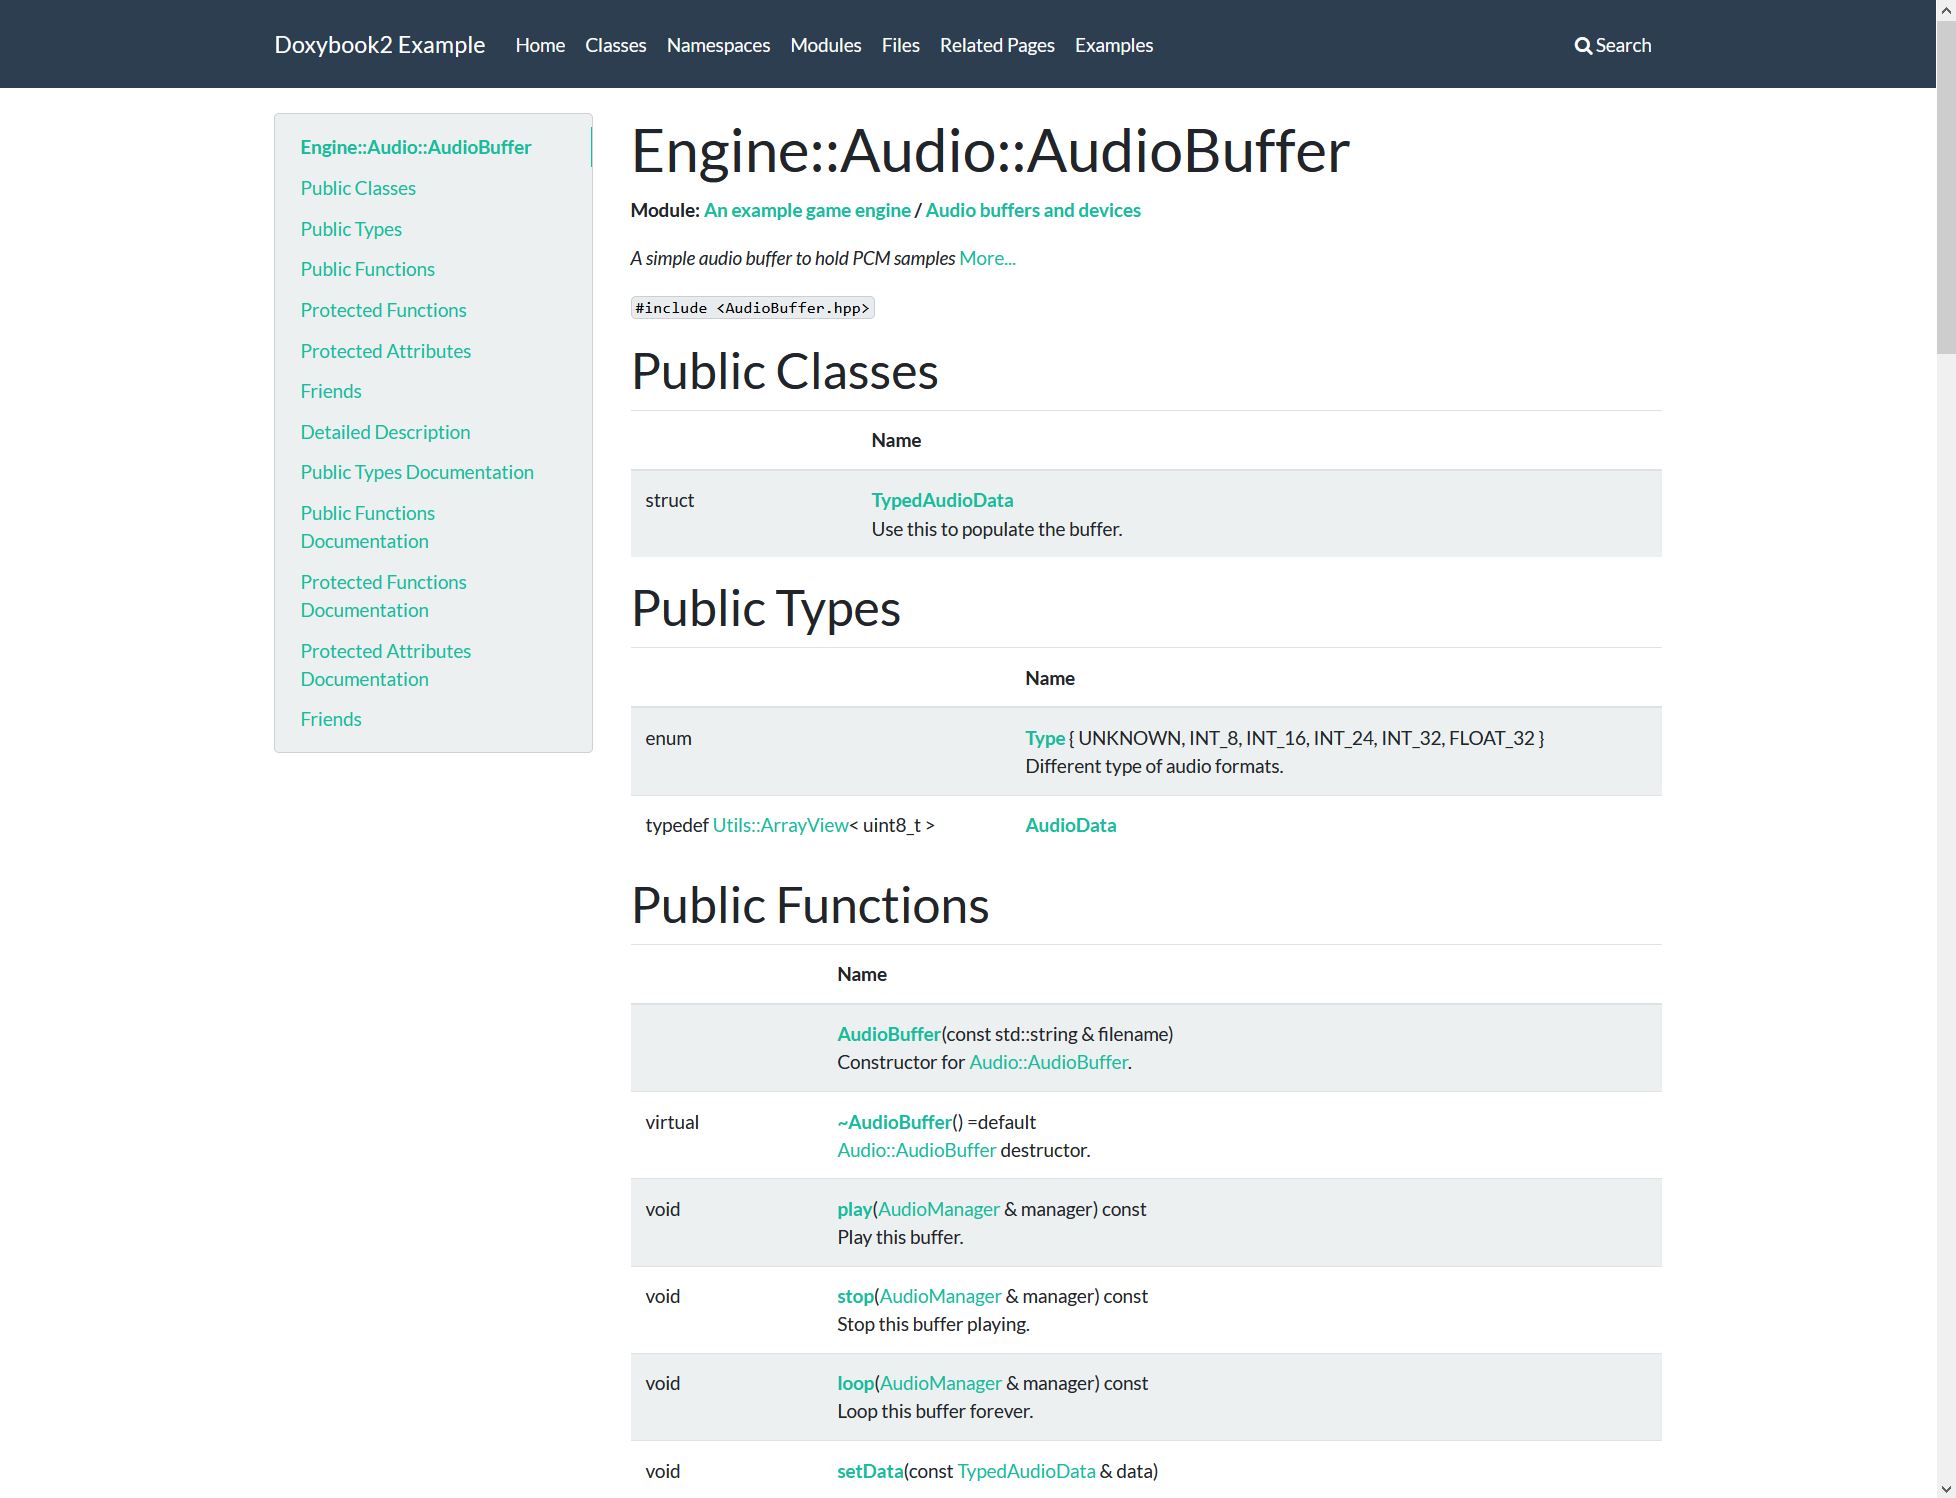 Doxybook2 Example Home Classes Namespaces Modules Files Related Pages Examples Search
Engine::Audio::AudioBuffer
Public Classes
Public Types
Public Functions
Protected Functions
Protected Attributes
Friends
Detailed Description
Public Types Documentation
Public Functions
Documentation
Protected Functions
Documentation
Protected Attributes
Documentation
Friends
Engine::Audio::AudioBuffer
Module: An example game engine / Audio buffers and devices
A simple audio buffer to hold PCM samples More...
#include <AudioBuffer.hpp>
Public Classes
Name
struct TypedAudioData
Use this to populate the buffer.
Public Types
Name
enum Type { UNKNOWN, INT_8, INT_16, INT_24, INT_32, FLOAT_32 }
Different type of audio formats.
typedef Utils::ArrayView< uint8_t > AudioData
Public Functions
Name
AudioBuffer(const std::string & filename)
Constructor for Audio::AudioBuffer.
virtual ~AudioBuffer() =default
Audio::AudioBuffer destructor.
void play(AudioManager & manager) const
Play this buffer.
void stop(AudioManager & manager) const
Stop this buffer playing.
void loop(AudioManager & manager) const
Loop this buffer forever.
void setData(const TypedAudioData & data)